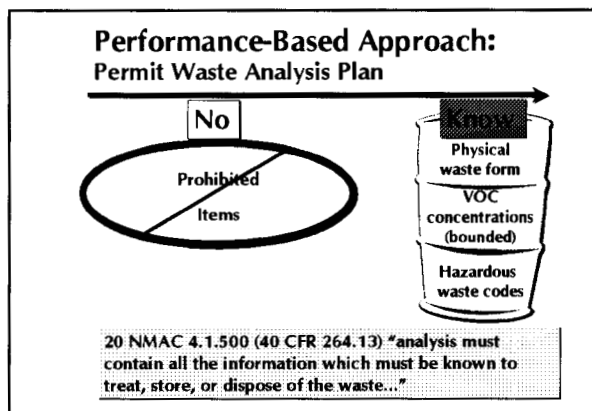 Performance-Based Approach:
Permit Waste Analysis Plan
No
Prohibited
Items
Know
Physical
waste form
VOC
concentrations
(bounded)
Hazardous
waste codes
20 NMAC 4.1.500 (40 CFR 264.13) “analysis must
contain all the information which must be known to
treat, store, or dispose of the waste...”